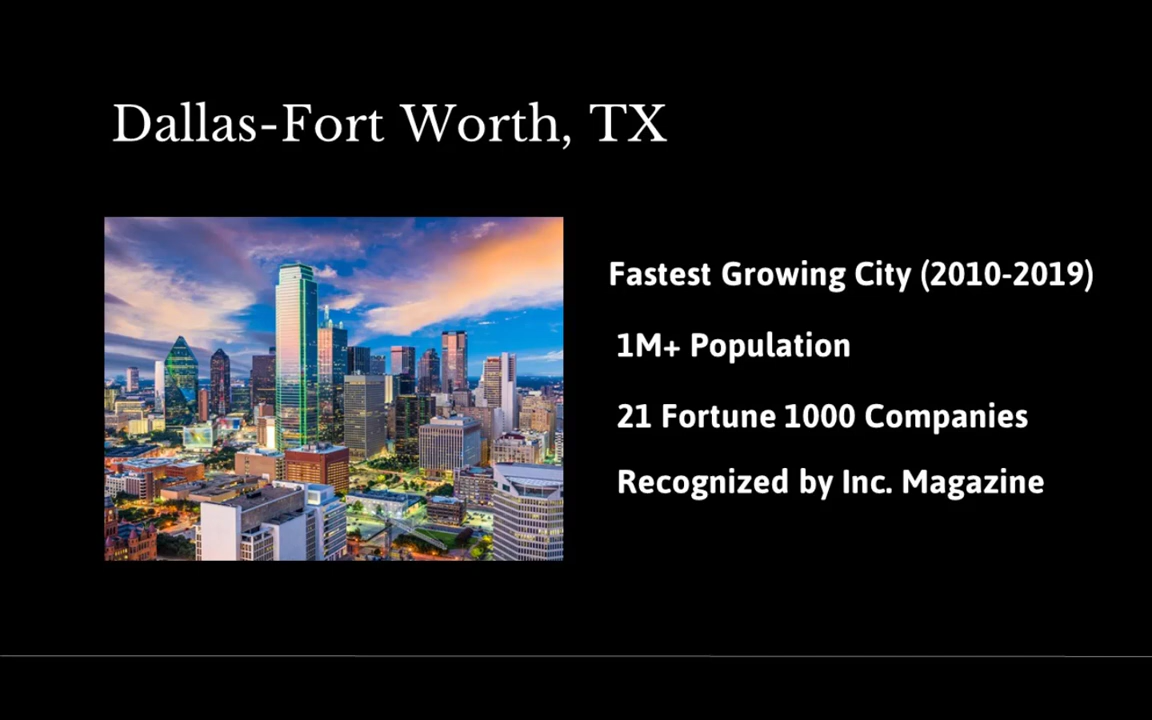 Dallas-Fort Worth, TX
Fastest Growing City (2010-2019)
1M+ Population
21 Fortune 1000 Companies
Recognized by Inc. Magazine